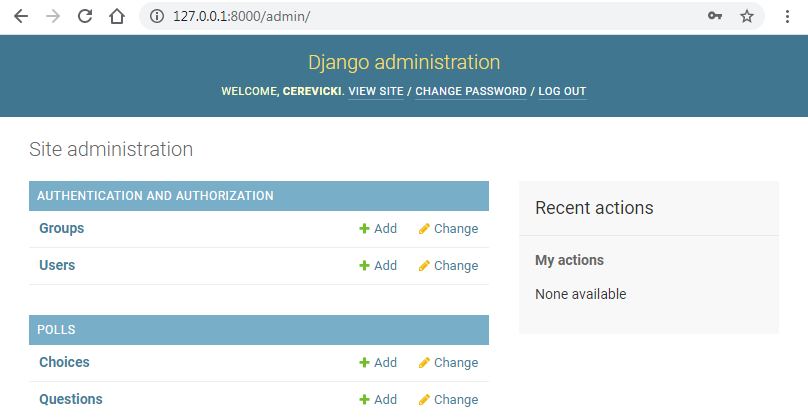 127.0.0.1:8000/admin/
Django administration
WELCOME, CEREVICKI. VIEW SITE / CHANGE PASSWORD / LOG OUT
Site administration
AUTHENTICATION AND AUTHORIZATION
Groups Add Change
Users Add Change
POLLS
Choices Add Change
Questions Add Change
Recent actions
My actions
None available